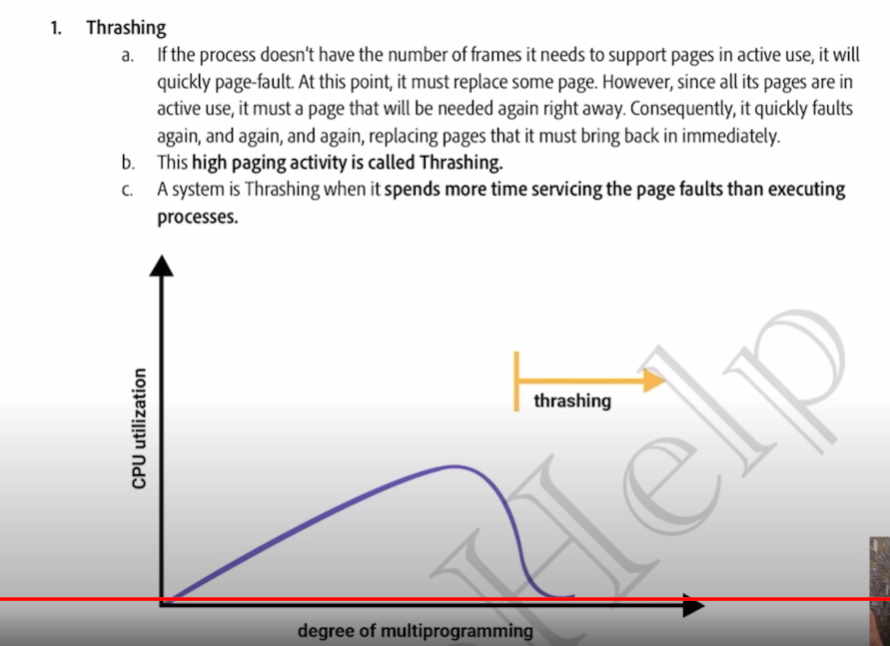 1. Thrashing
a. If the process doesn't have the number of frames it needs to support pages in active use, it will
quickly page-fault. At this point, it must replace some page. However, since all its pages are in
active use, it must a page that will be needed again right away. Consequently, it quickly faults
again, and again, and again, replacing pages that it must bring back in immediately.
b. This high paging activity is called Thrashing.
c. A system is Thrashing when it spends more time servicing the page faults than executing
processes.
CPU utilization
thrashing
degree of multiprogramming
Help